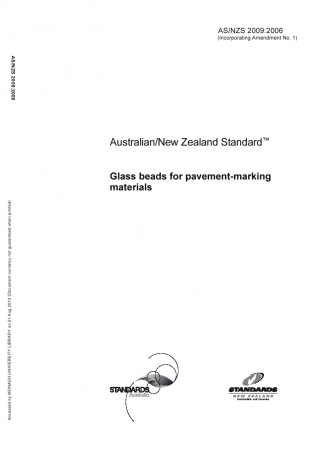 AS/NZS 2009:2006
(Incorporating Amendment No. 1)
AS/NZS 2009:2006
Australian/New Zealand Standard™
Glass beads for pavement-marking
materials
Accessed by MONASH UNIVERSITY LIBRARY on 21 Aug 2013 (Document currency not guaranteed when printed)
STANDARDS
Australia
STANDARDS
NEW ZEALAND